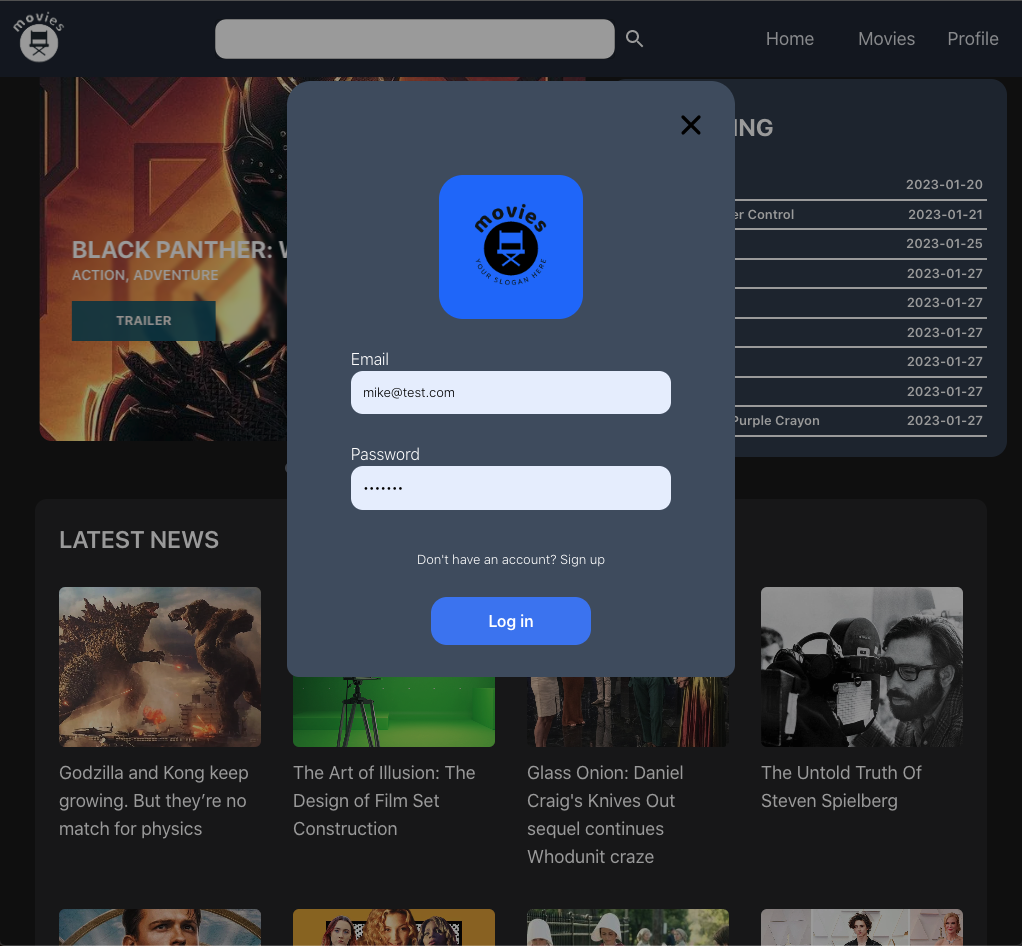 movies
Home
Movies
Profile
ING
2023-01-20
er Control
2023-01-21
2023-01-25
2023-01-27
2023-01-27
2023-01-27
2023-01-27
2023-01-27
Purple Crayon
2023-01-27
BLACK PANTHER: W
ACTION, ADVENTURE
TRAILER
movies
YOUR SLOGAN HERE
Email
mike@test.com
Password
•••••••
Don't have an account? Sign up
Log in
LATEST NEWS
Godzilla and Kong keep
growing. But they’re no
match for physics
The Art of Illusion: The
Design of Film Set
Construction
Glass Onion: Daniel
Craig's Knives Out
sequel continues
Whodunit craze
The Untold Truth Of
Steven Spielberg